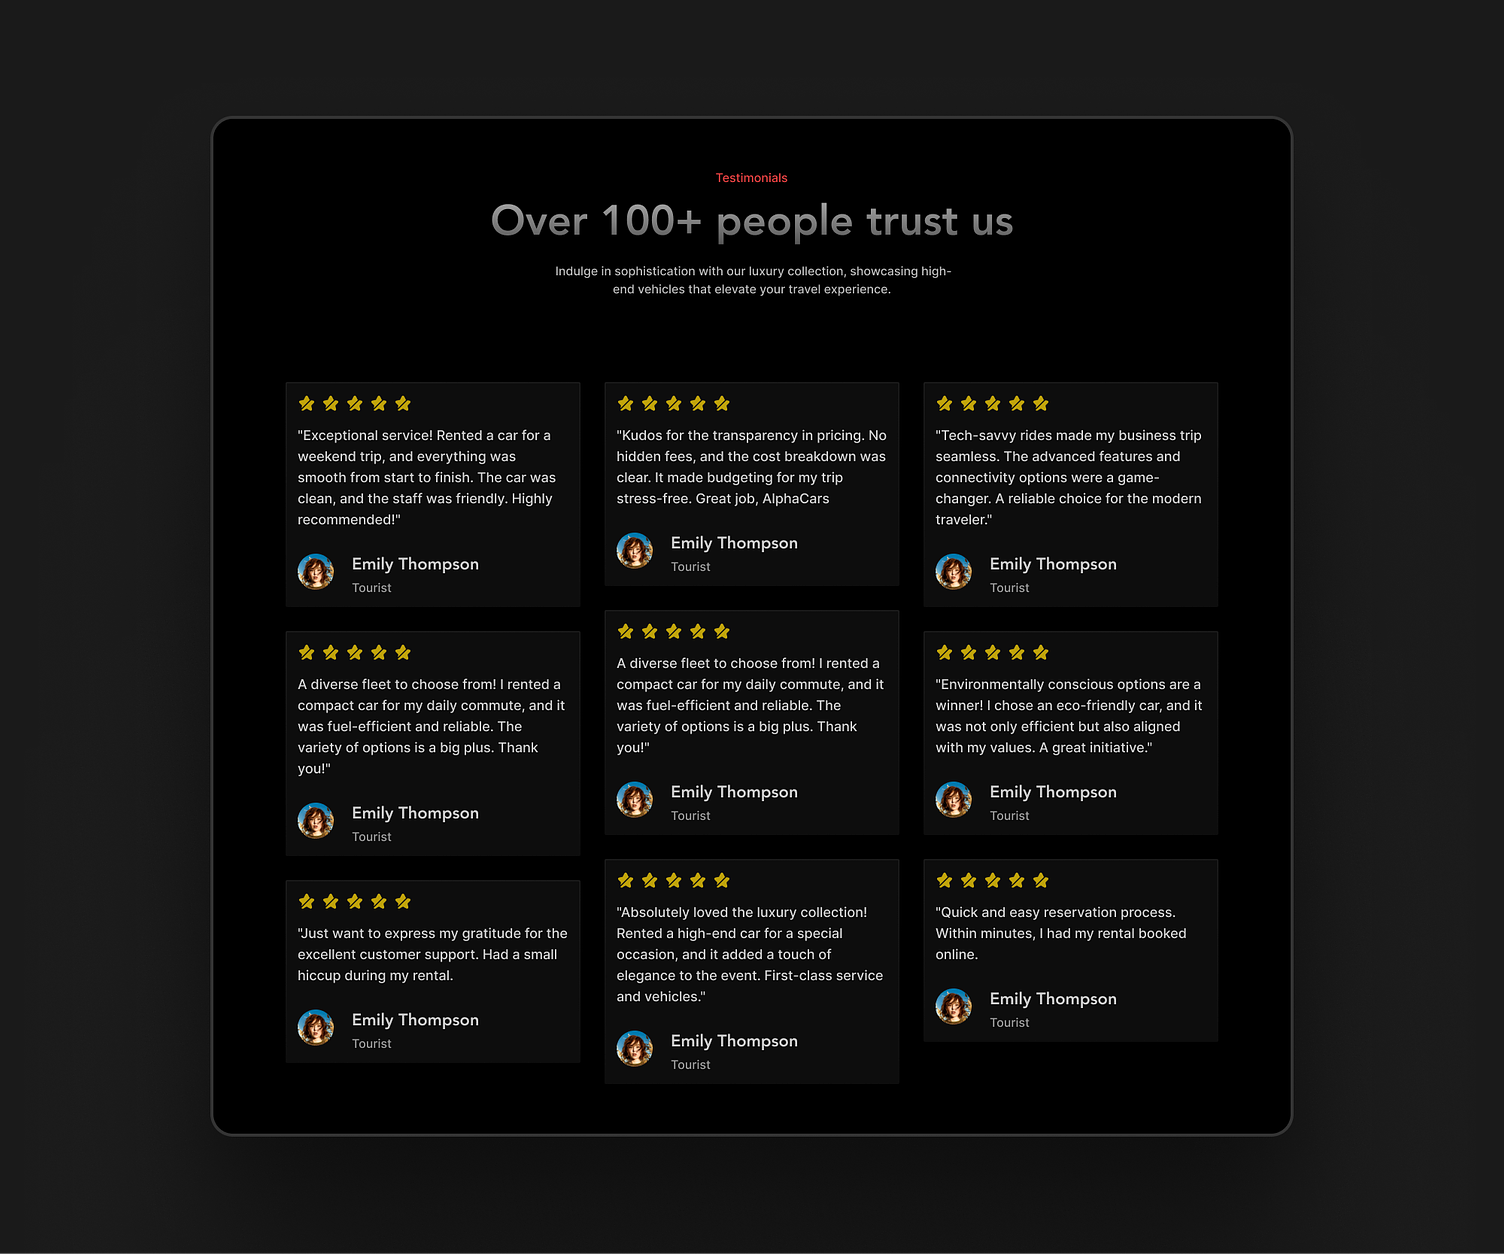 Testimonials
Over 100+ people trust us
Indulge in sophistication with our luxury collection, showcasing high-
end vehicles that elevate your travel experience.
"Exceptional service! Rented a car for a
weekend trip, and everything was
smooth from start to finish. The car was
clean, and the staff was friendly. Highly
recommended!"
Emily Thompson
Tourist
A diverse fleet to choose from! I rented a
compact car for my daily commute, and it
was fuel-efficient and reliable. The
variety of options is a big plus. Thank
you!"
Emily Thompson
Tourist
"Just want to express my gratitude for the
excellent customer support. Had a small
hiccup during my rental.
Emily Thompson
Tourist
"Kudos for the transparency in pricing. No
hidden fees, and the cost breakdown was
clear. It made budgeting for my trip
stress-free. Great job, AlphaCars
Emily Thompson
Tourist
A diverse fleet to choose from! I rented a
compact car for my daily commute, and it
was fuel-efficient and reliable. The
variety of options is a big plus. Thank
you!"
Emily Thompson
Tourist
"Absolutely loved the luxury collection!
Rented a high-end car for a special
occasion, and it added a touch of
elegance to the event. First-class service
and vehicles."
Emily Thompson
Tourist
"Tech-savvy rides made my business trip
seamless. The advanced features and
connectivity options were a game-
changer. A reliable choice for the modern
traveler."
Emily Thompson
Tourist
"Environmentally conscious options are a
winner! I chose an eco-friendly car, and it
was not only efficient but also aligned
with my values. A great initiative."
Emily Thompson
Tourist
"Quick and easy reservation process.
Within minutes, I had my rental booked
online.
Emily Thompson
Tourist